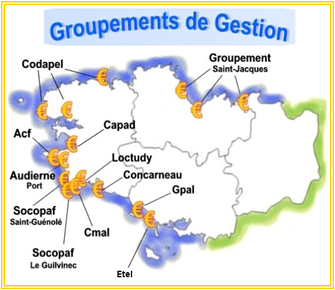 Groupements de Gestion
Codapel
Groupement
Saint-Jacques
Acf
Capad
Audierne
Port
Loctudy
Concarneau
Socopaf
Saint-Guénolé
Cmal
Gpal
Socopaf
Le Guilvinec
Etel